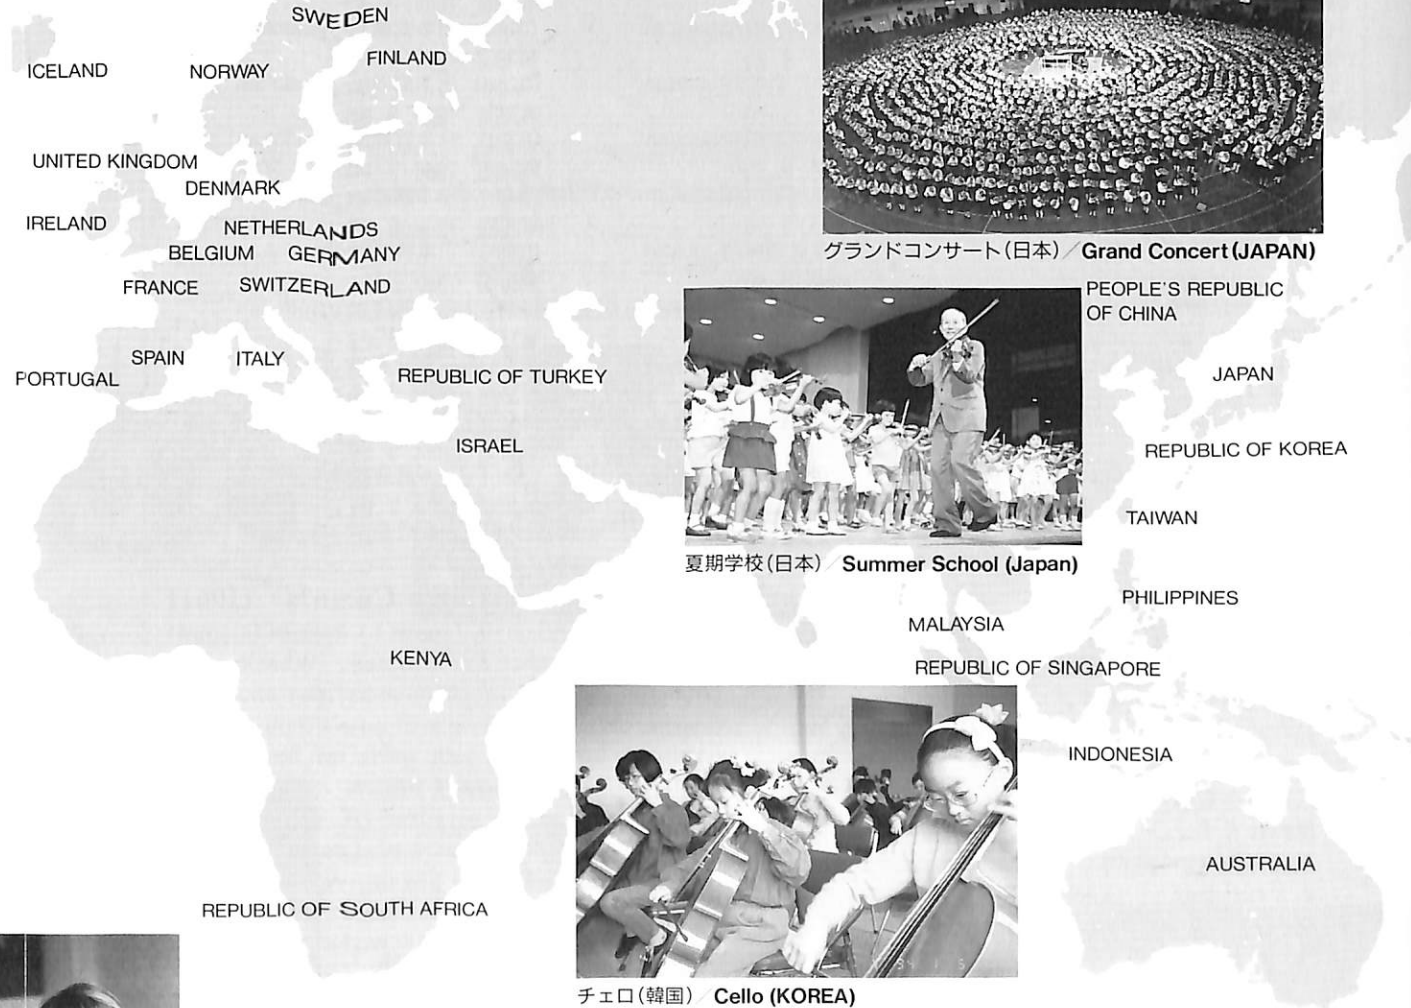 SWEDEN
ICELAND
NORWAY
FINLAND
UNITED KINGDOM
DENMARK
IRELAND
NETHERLANDS
BELGIUM GERMANY
FRANCE SWITZERLAND
SPAIN ITALY
PORTUGAL
REPUBLIC OF TURKEY
ISRAEL
KENYA
REPUBLIC OF SOUTH AFRICA
グランドコンサート(日本)/Grand Concert(JAPAN)
PEOPLE'S REPUBLIC
OF CHINA
JAPAN
REPUBLIC OF KOREA
TAIWAN
夏期学校(日本)/Summer School (Japan)
PHILIPPINES
MALAYSIA
REPUBLIC OF SINGAPORE
INDONESIA
AUSTRALIA
チェロ(韓国)/Cello (KOREA)